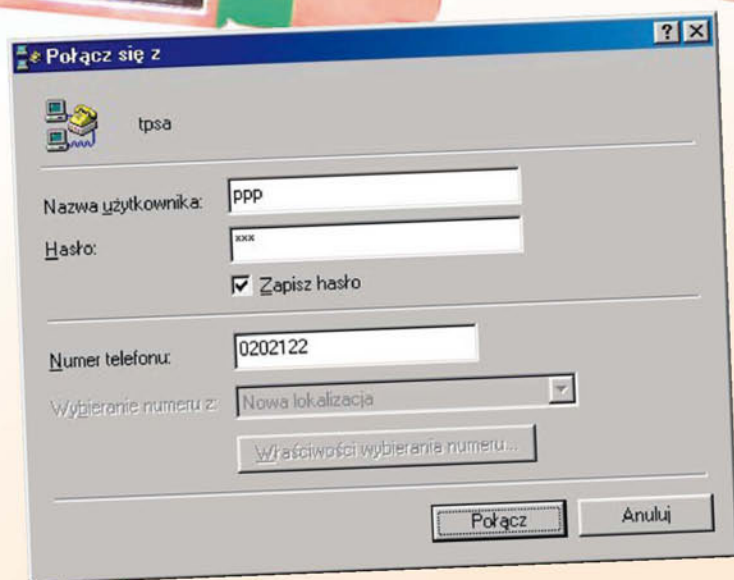 Połącz się z
tpsa
Nazwa użytkownika: ppp
Hasło: xxx
Zapisz hasło
Numer telefonu: 0202122
Wybieranie numeru z: Nowa lokalizacja
Właściwości wybierania numeru...
Połącz Anuluj